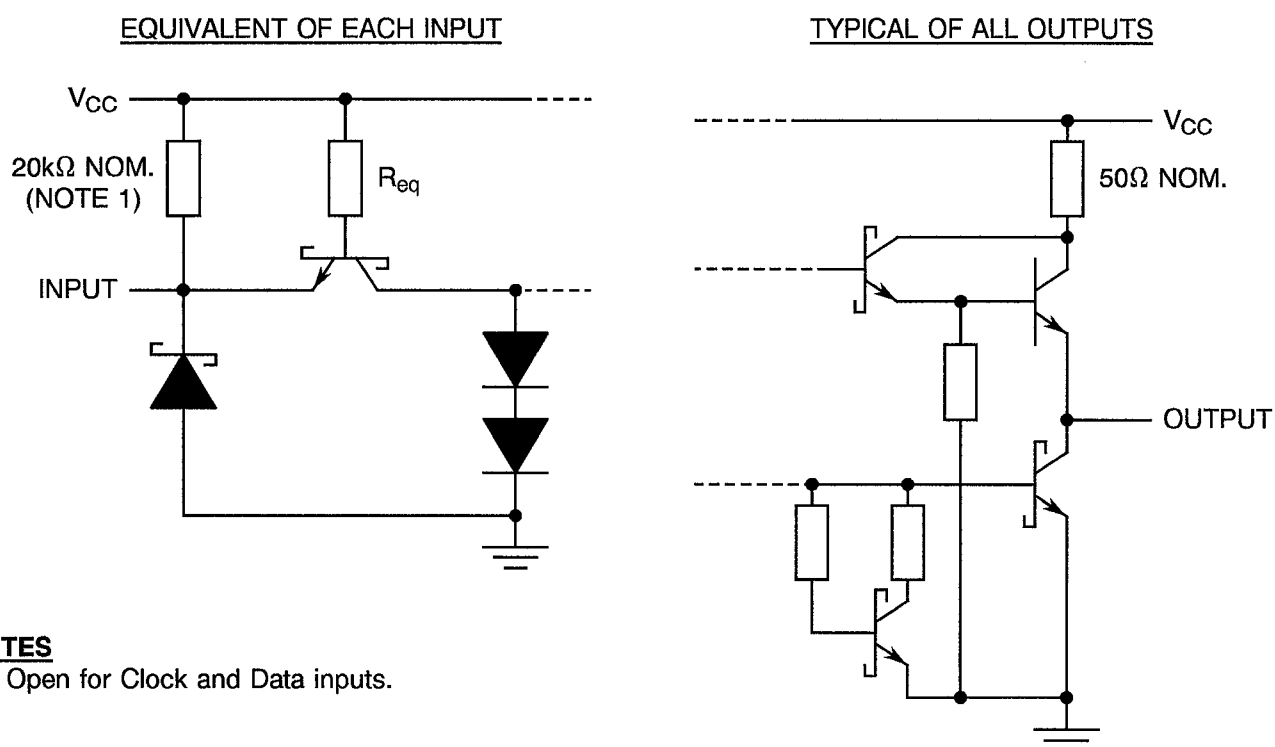 EQUIVALENT OF EACH INPUT
TYPICAL OF ALL OUTPUTS
VCC
20kΩ NOM.
(NOTE 1)
Req
INPUT
VCC
50Ω NOM.
OUTPUT
TES
Open for Clock and Data inputs.